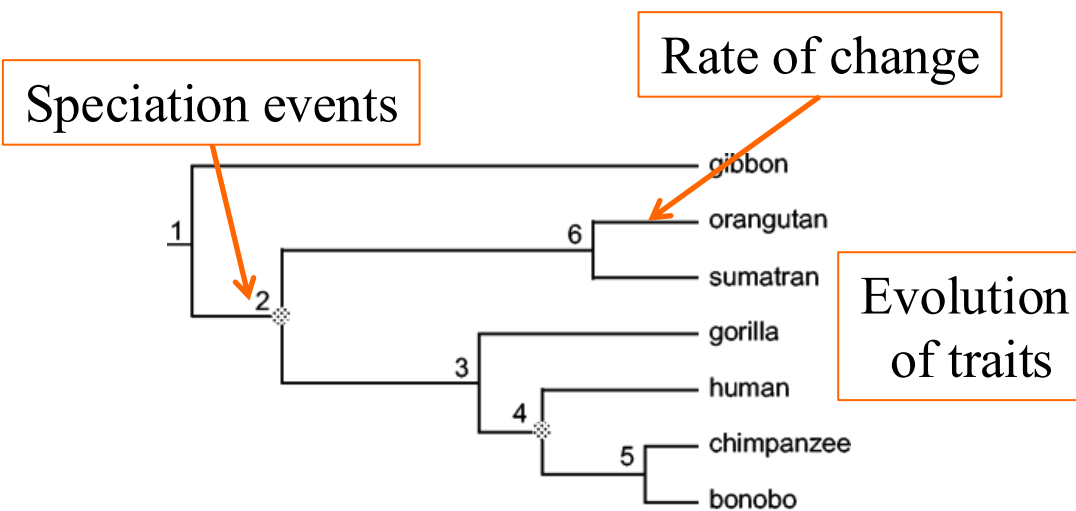 Rate of change
Speciation events
gibbon
1
orangutan
6
sumatran
2
Evolution
of traits
gorilla
3
human
4
chimpanzee
5
bonobo